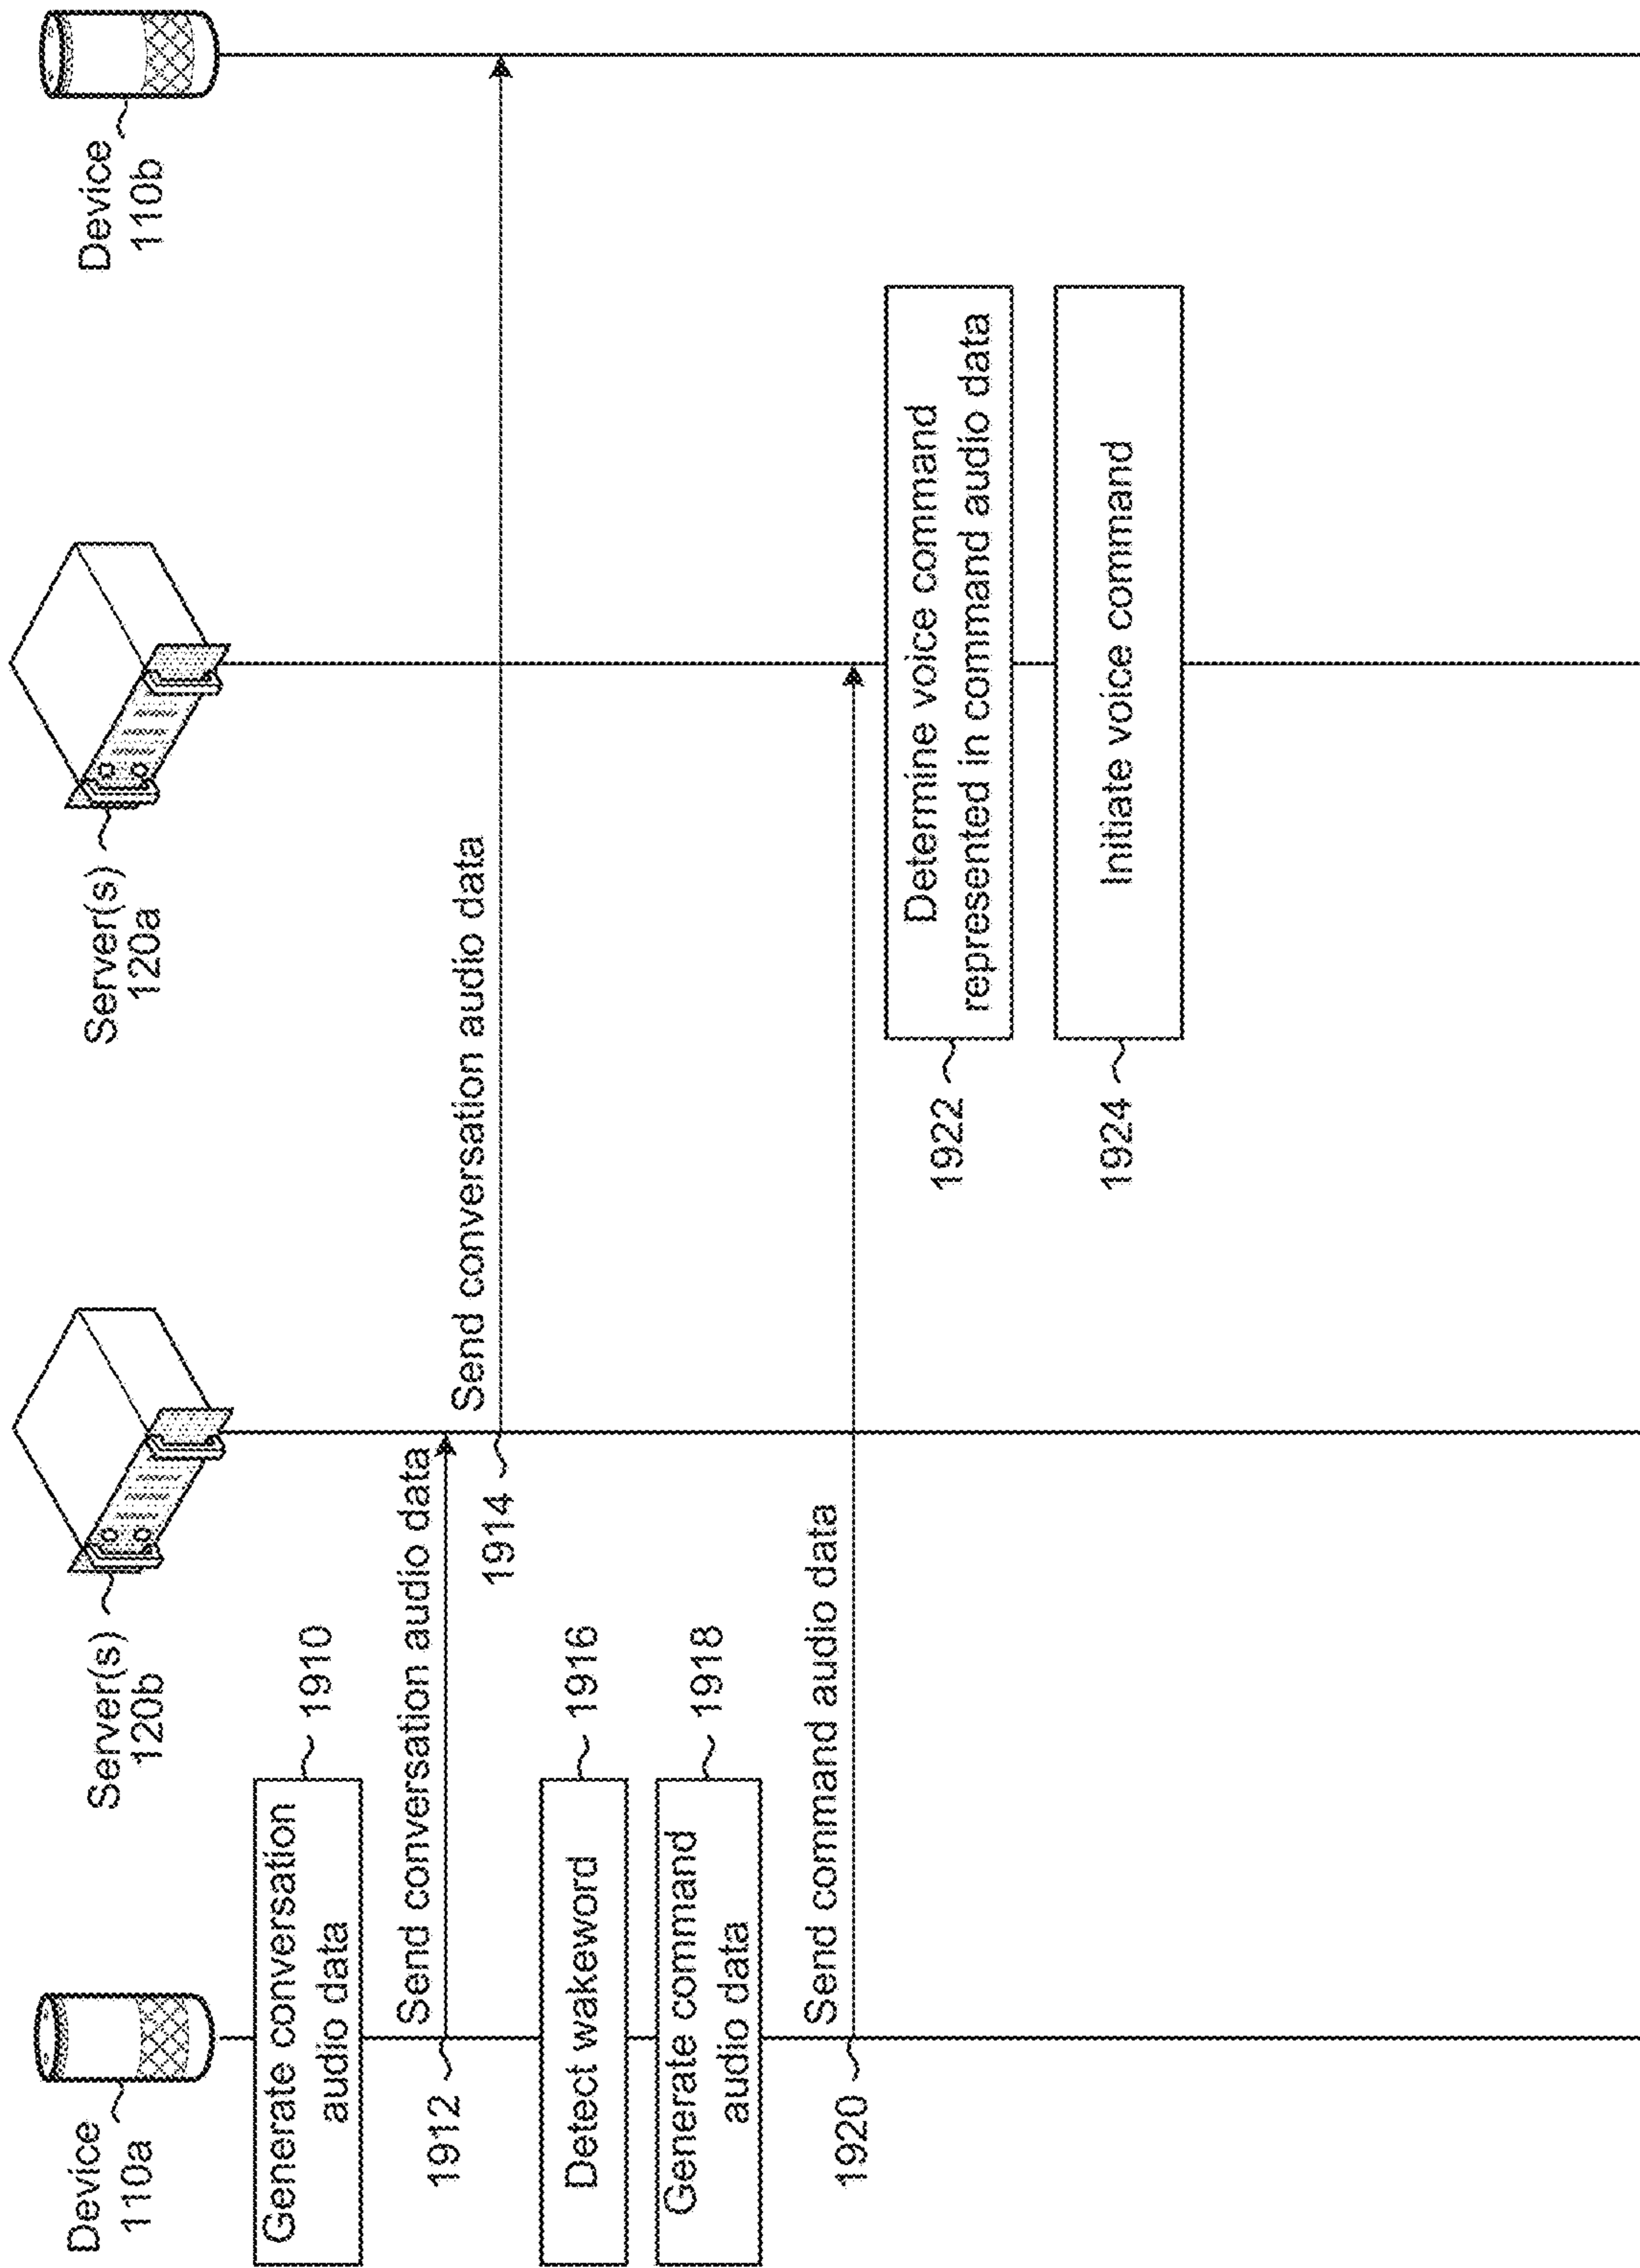 Device
110a
Server(s)
120b
Server(s)
120a
Device
110b
Generate conversation
audio data
1910
Send conversation audio data
1912
Send conversation audio data
1914
Detect wakeword
1916
Generate command
audio data
1918
Send command audio data
1920
Determine voice command
represented in command audio data
1922
Initiate voice command
1924